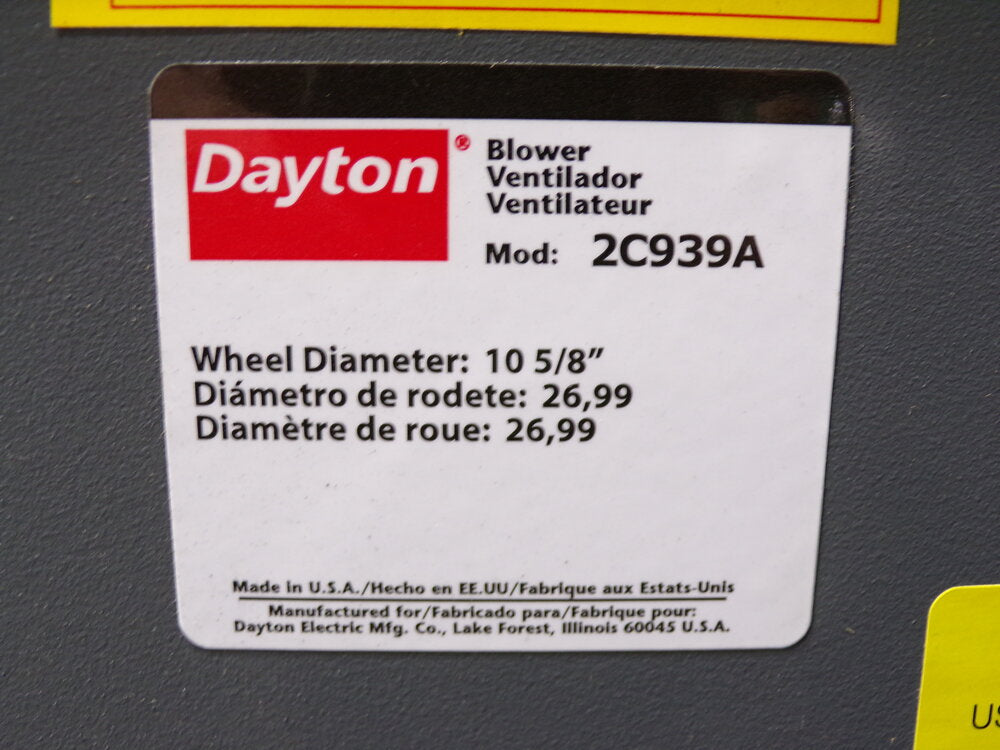 Dayton®
Blower
Ventilador
Ventilateur
Mod: 2C939A
Wheel Diameter: 10 5/8”
Diámetro de rodete: 26,99
Diamètre de roue: 26,99
Made in U.S.A./Hecho en EE.UU/Fabrique aux Estats-Unis
Manufactured for/Fabricado para/Fabrique pour:
Dayton Electric Mfg. Co., Lake Forest, Illinois 60045 U.S.A.